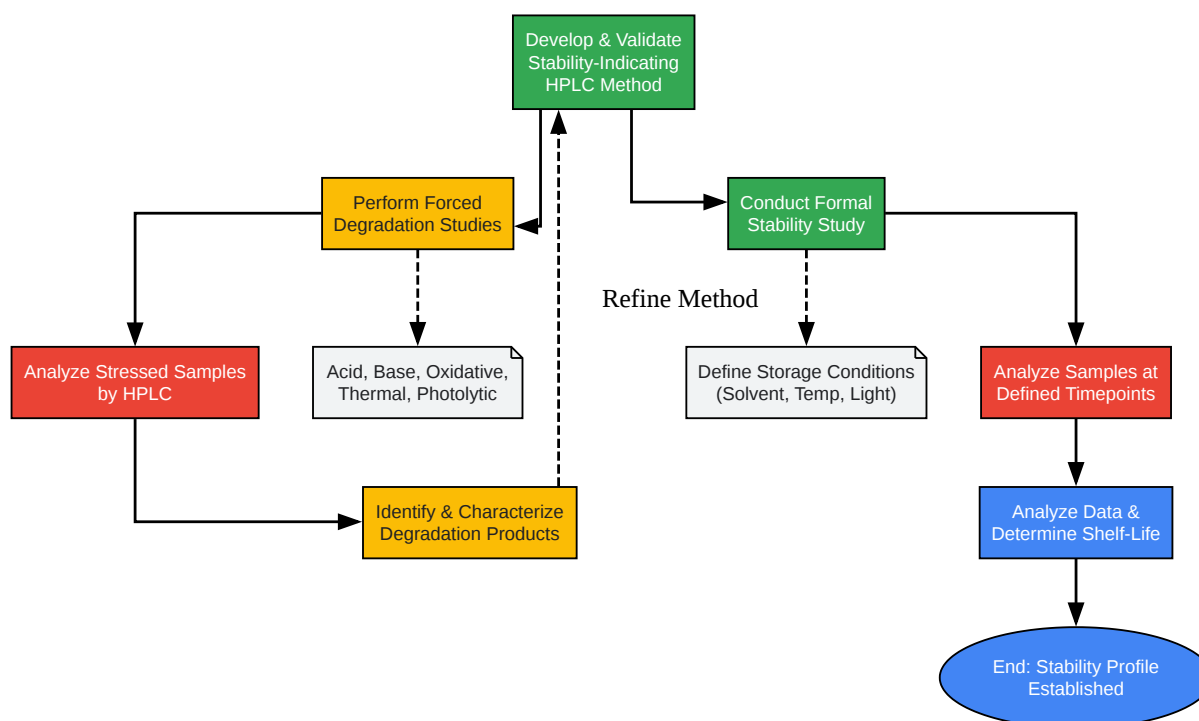 Develop & Validate
Stability-Indicating
HPLC Method
Perform Forced
Degradation Studies
Conduct Formal
Stability Study
Refine Method
Analyze Stressed Samples
by HPLC
Acid, Base, Oxidative,
Thermal, Photolytic
Define Storage Conditions
(Solvent, Temp, Light)
Analyze Samples at
Defined Timepoints
Identify & Characterize
Degradation Products
Analyze Data &
Determine Shelf-Life
End: Stability Profile
Established